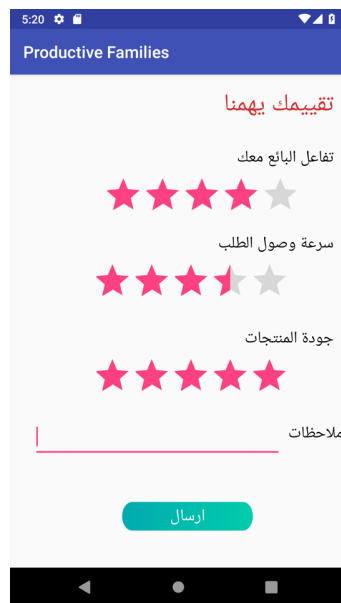 5:20
Productive Families
تقييمك يهمنا
تفاعل البائع معك
سرعة وصول الطلب
جودة المنتجات
ملاحظات
ارسال